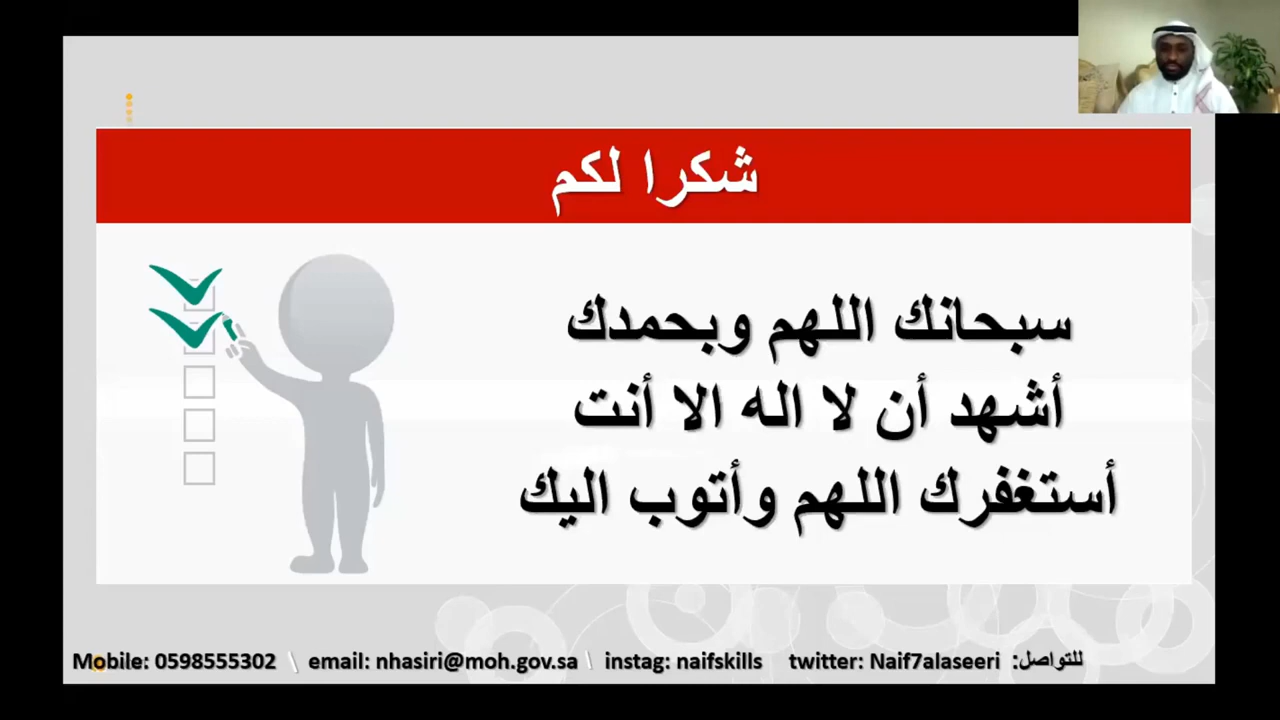 شكرا لكم
سبحانك اللهم وبحمدك
أشهد أن لا اله الا أنت
أستغفرك اللهم وأتوب اليك
Mobile: 0598555302 \ email: nhasiri@moh.gov.sa \ instag: naifskills twitter: Naif7alaseeri للتواصل: